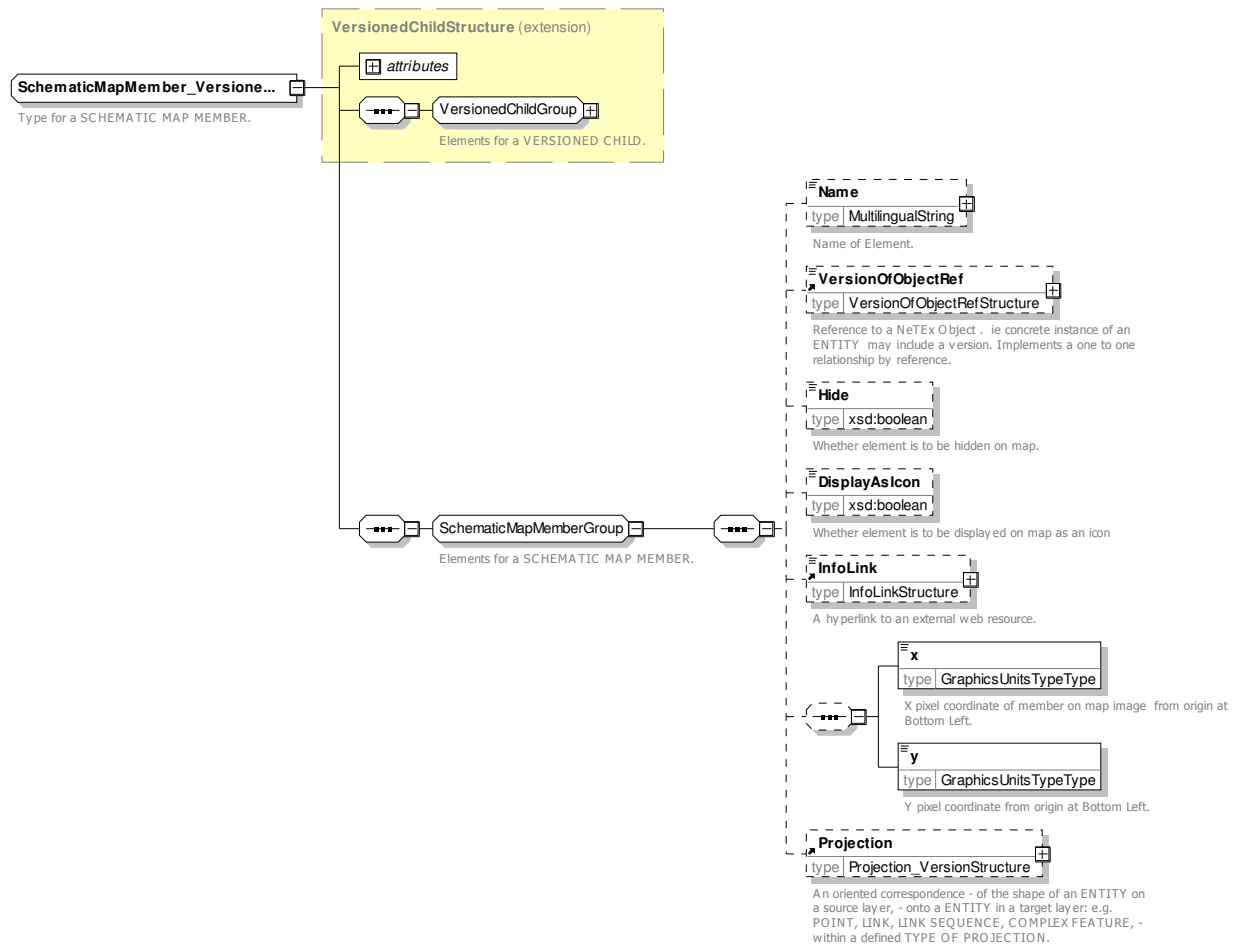 VersionedChildStructure (extension)
attributes
SchematicMapMember_Versione...
Type for a SCHEMATIC MAP MEMBER.
VersionedChildGroup
Elements for a VERSIONED CHILD.
Name
type MultilingualString
Name of Element.
VersionOfObjectRef
type VersionOfObjectRefStructure
Reference to a NeTEx Object . ie concrete instance of an
ENTITY may include a version. Implements a one to one
relationship by reference.
Hide
type xsd:boolean
Whether element is to be hidden on map.
DisplayAsIcon
type xsd:boolean
Whether element is to be displayed on map as an icon
SchematicMapMemberGroup
Elements for a SCHEMATIC MAP MEMBER.
InfoLink
type InfoLinkStructure
A hyperlink to an external web resource.
x
type GraphicsUnitsTypeType
X pixel coordinate of member on map image from origin at
Bottom Left.
y
type GraphicsUnitsTypeType
Y pixel coordinate from origin at Bottom Left.
Projection
type Projection_VersionStructure
An oriented correspondence - of the shape of an ENTITY on
a source layer, - onto a ENTITY in a target layer: e.g.
POINT, LINK, LINK SEQUENCE, COMPLEX FEATURE, -
within a defined TYPE OF PROJECTION.